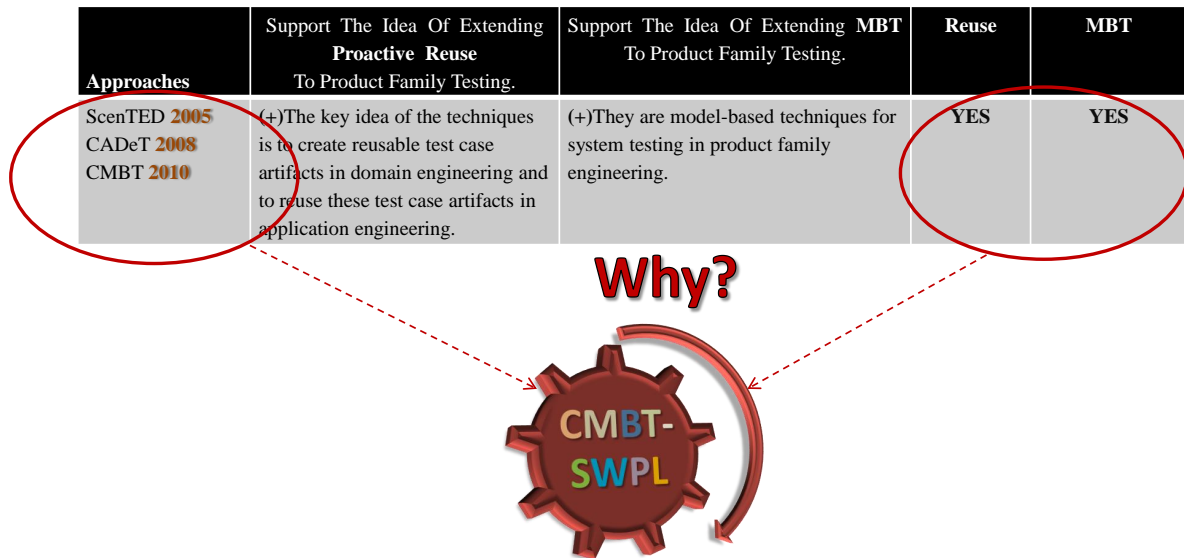 Approaches
Support The Idea Of Extending
Proactive Reuse
To Product Family Testing.
Support The Idea Of Extending MBT
To Product Family Testing.
Reuse
MBT
ScenTED 2005
CADeT 2008
CMBT 2010
(+)The key idea of the techniques
is to create reusable test case
artifacts in domain engineering and
to reuse these test case artifacts in
application engineering.
(+)They are model-based techniques for
system testing in product family
engineering.
YES
YES
Why?
CMBT-
SWPL